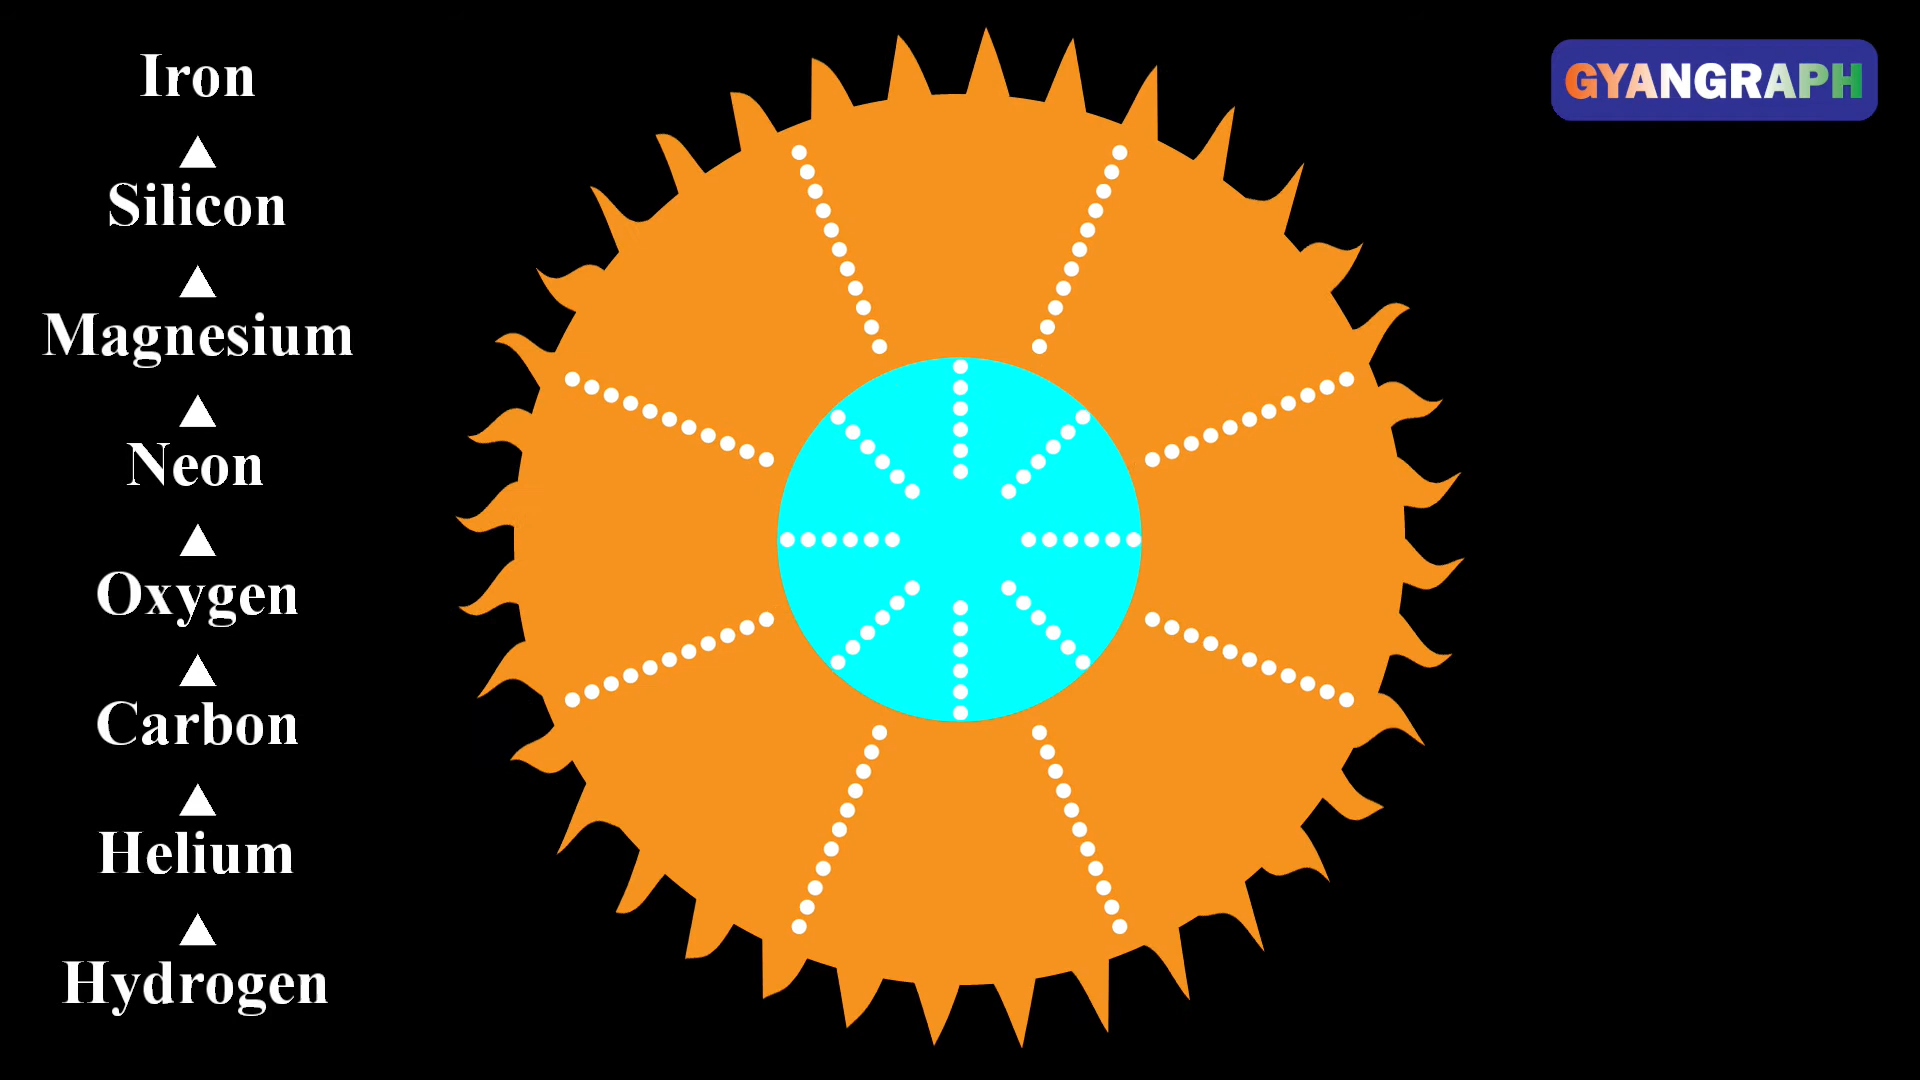 Iron
Silicon
Magnesium
Neon
Oxygen
Carbon
Helium
Hydrogen
GYANGRAPH